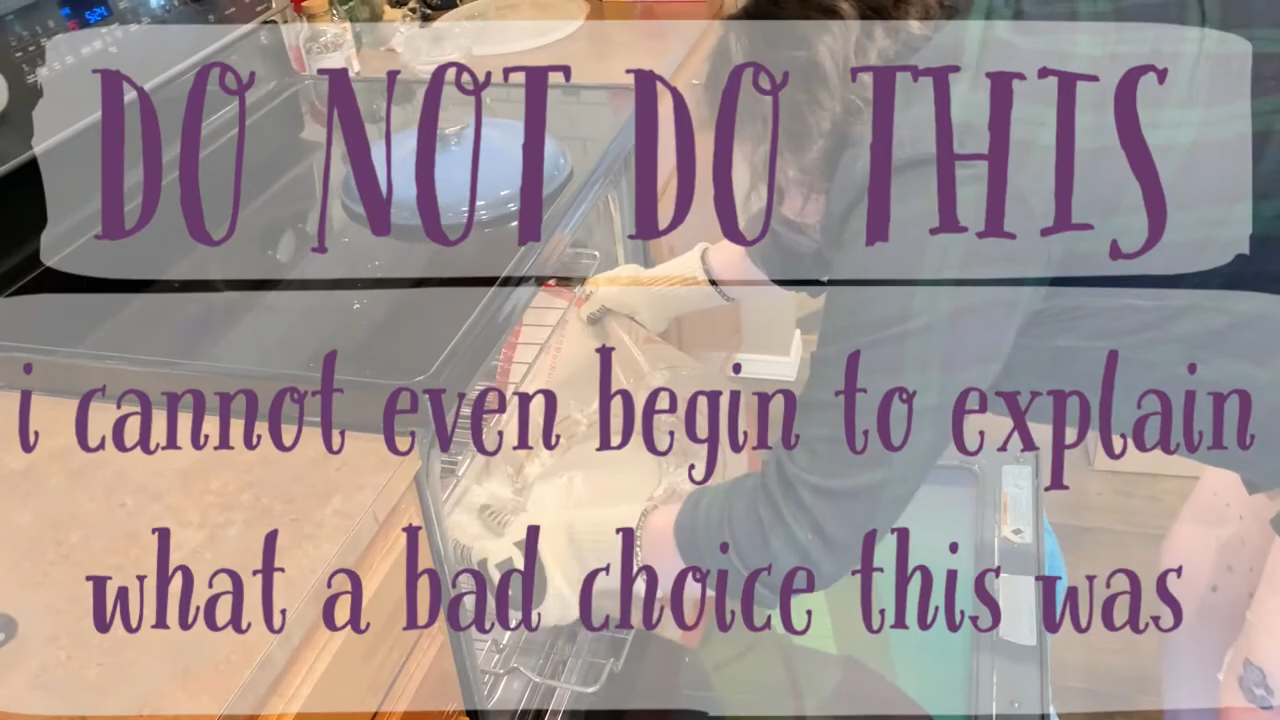 DO NOT DO THIS
i cannot even begin to explain
what a bad choice this was